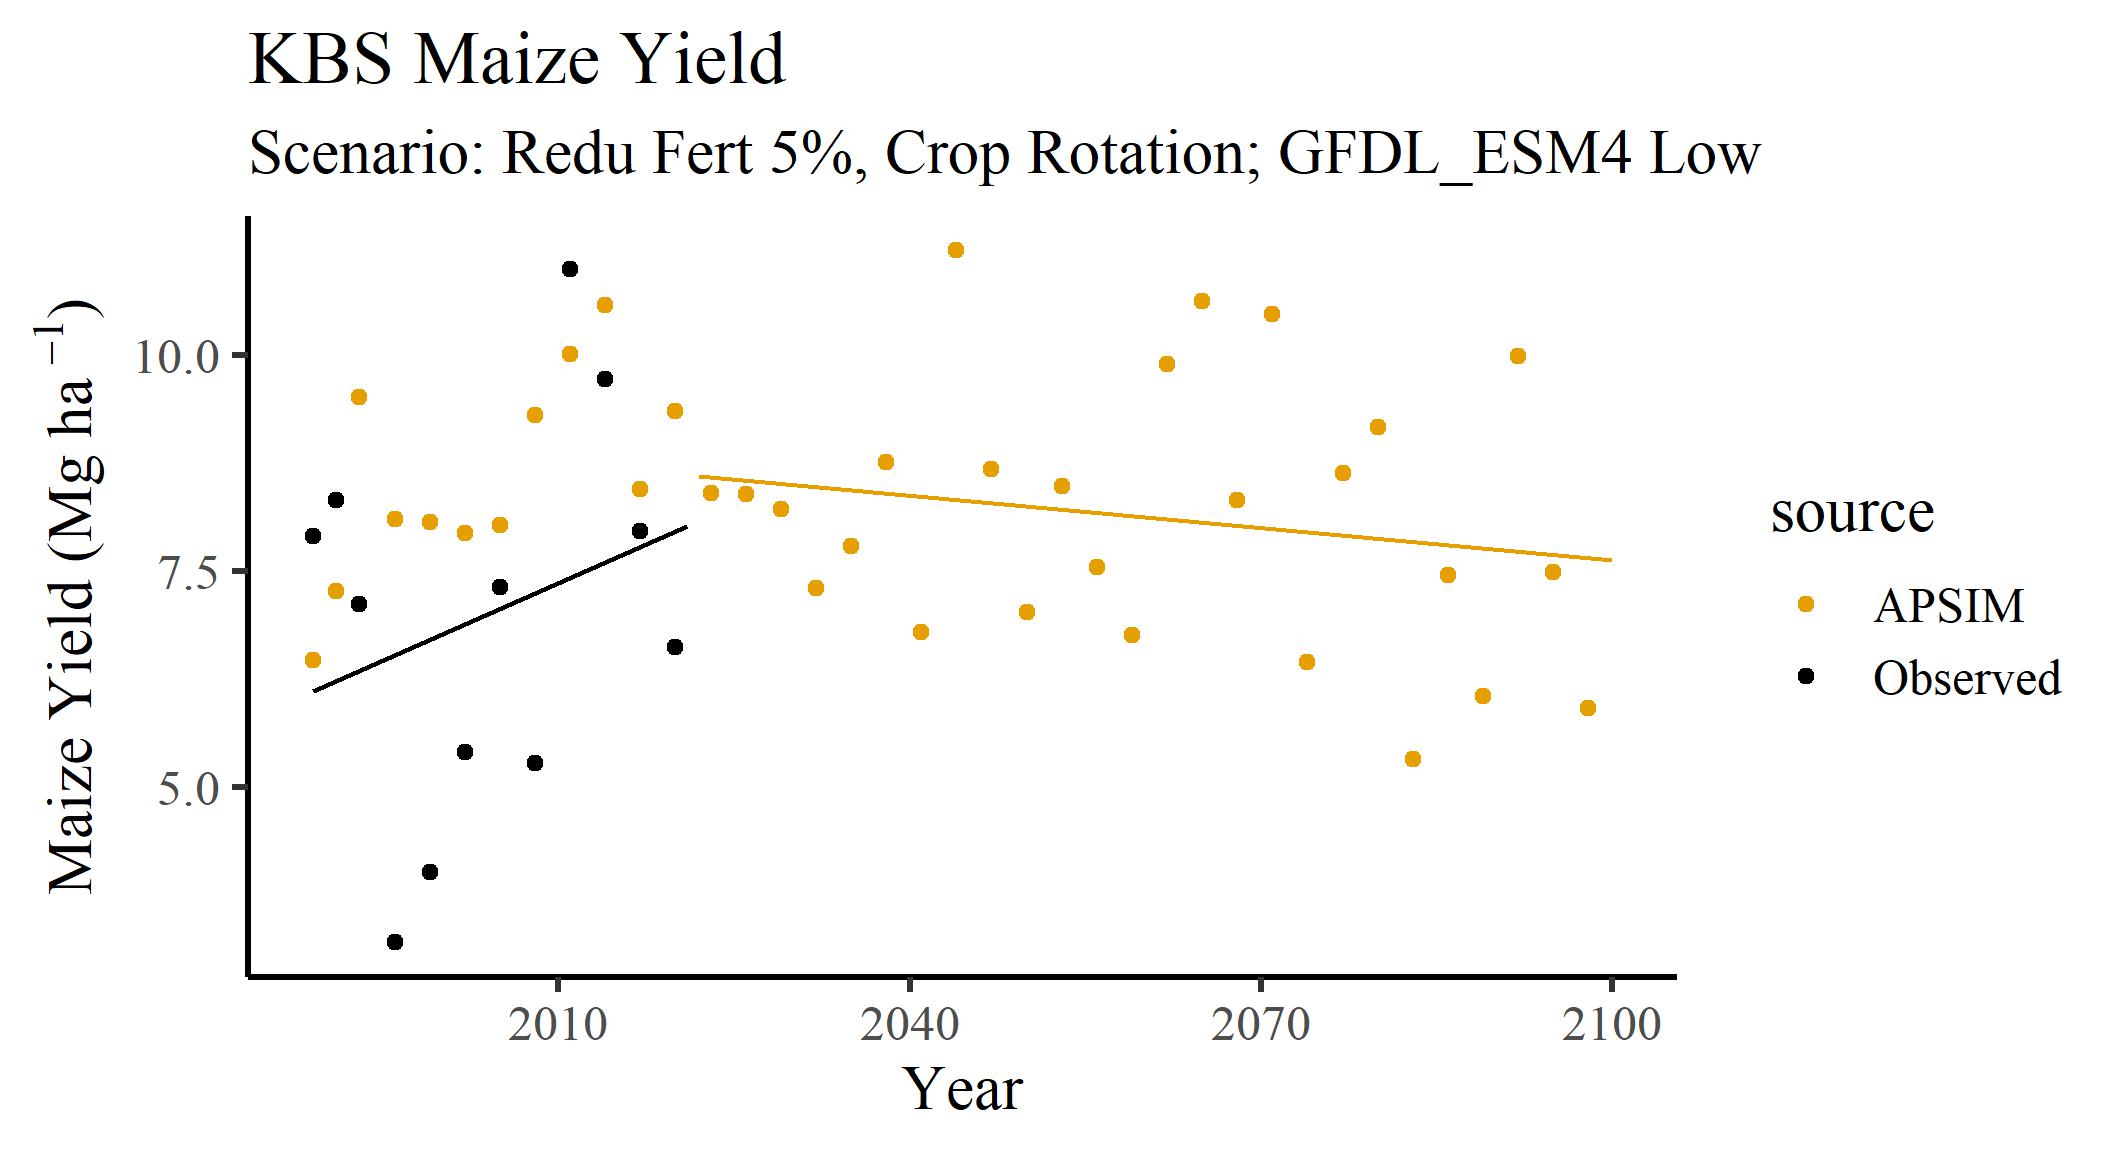 KBS Maize Yield
Scenario: Redu Fert 5%, Crop Rotation; GFDL_ESM4 Low
Maize Yield (Mg ha −1)
10.0
7.5
5.0
2010
2040
2070
2100
Year
source
APSIM
Observed